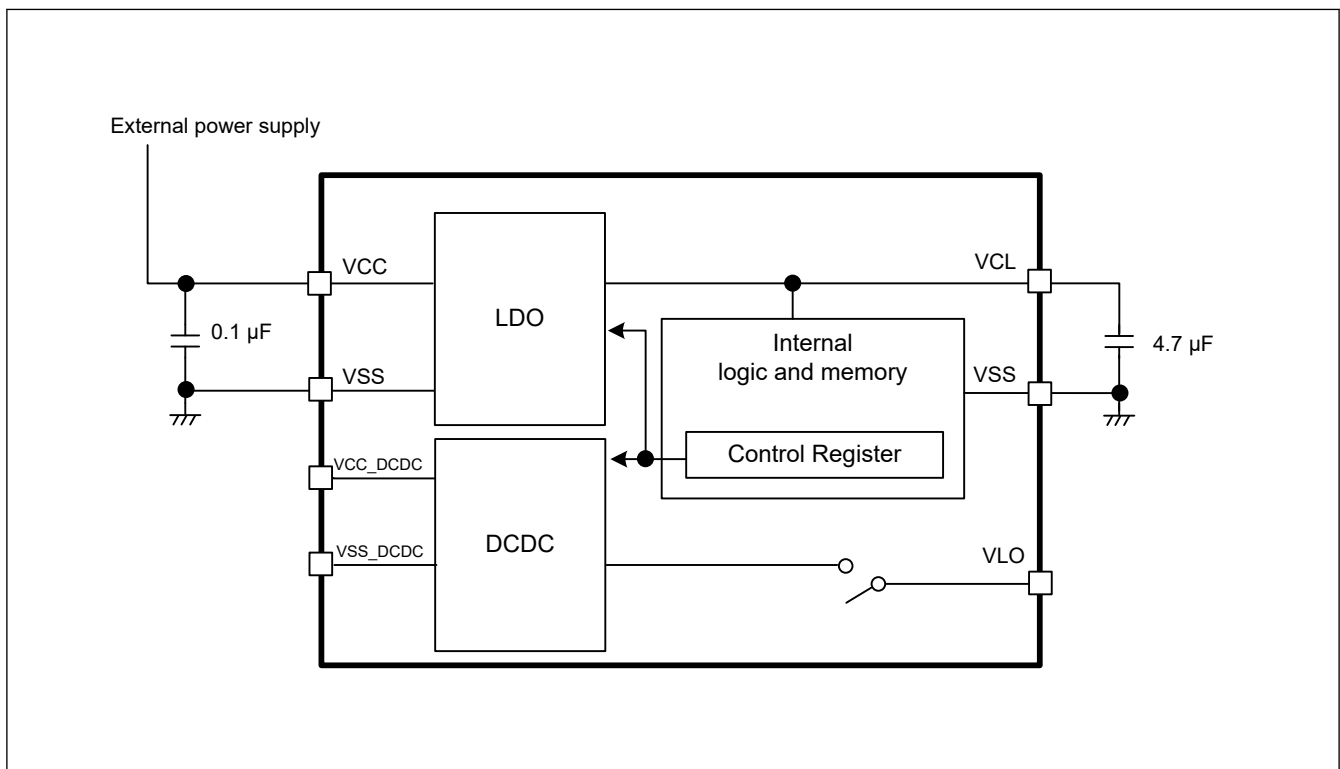 External power supply
VCC
VCL
LDO
0.1 µF
Internal
logic and memory
4.7 µF
VSS
VSS
Control Register
VCC_DCDC
DCDC
VSS_DCDC
VLO